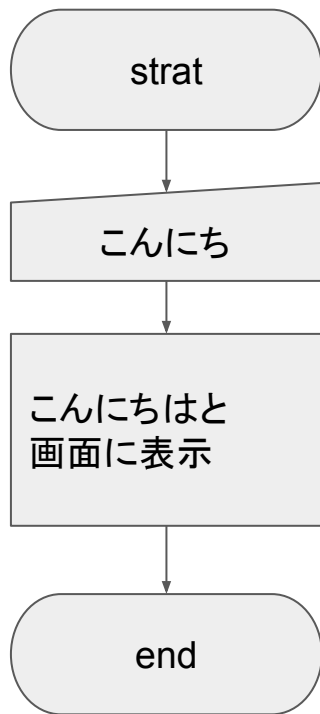 strat
こんにち
こんにちはと
画面に表示
end